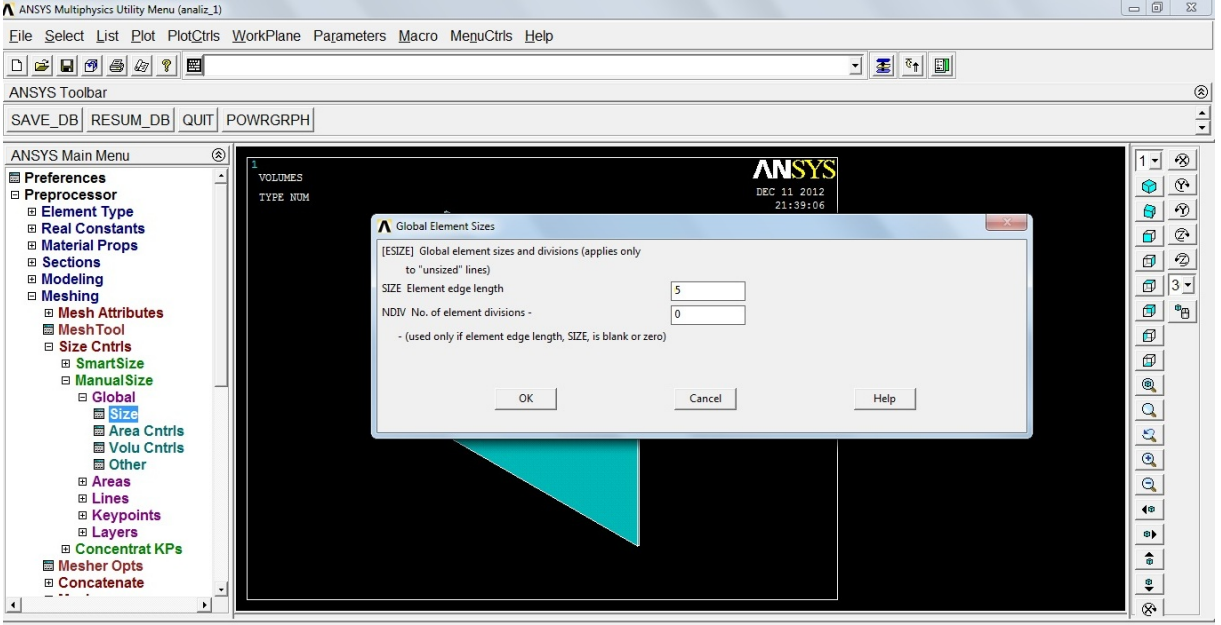 ANSYS Multiphysics Utility Menu (analiz_1)
File Select List Plot PlotCtrls WorkPlane Parameters Macro MenuCtrls Help
ANSYS Toolbar
SAVE_DB RESUM_DB QUIT POWRGRPH
ANSYS Main Menu
Preferences
Preprocessor
Element Type
Real Constants
Material Props
Sections
Modeling
Meshing
Mesh Attributes
MeshTool
Size Cntrls
SmartSize
ManualSize
Global
Size
Area Cntrls
Volu Cntrls
Other
Areas
Lines
Keypoints
Layers
Concentrat KPs
Mesher Opts
Concatenate
1
VOLUMES
TYPE NUM
ANSYS
DEC 11 2012
21:39:06
Global Element Sizes
[ESIZE] Global element sizes and divisions (applies only
to "unsized" lines)
SIZE Element edge length 5
NDIV No. of element divisions - 0
- (used only if element edge length, SIZE, is blank or zero)
OK Cancel Help
1
3